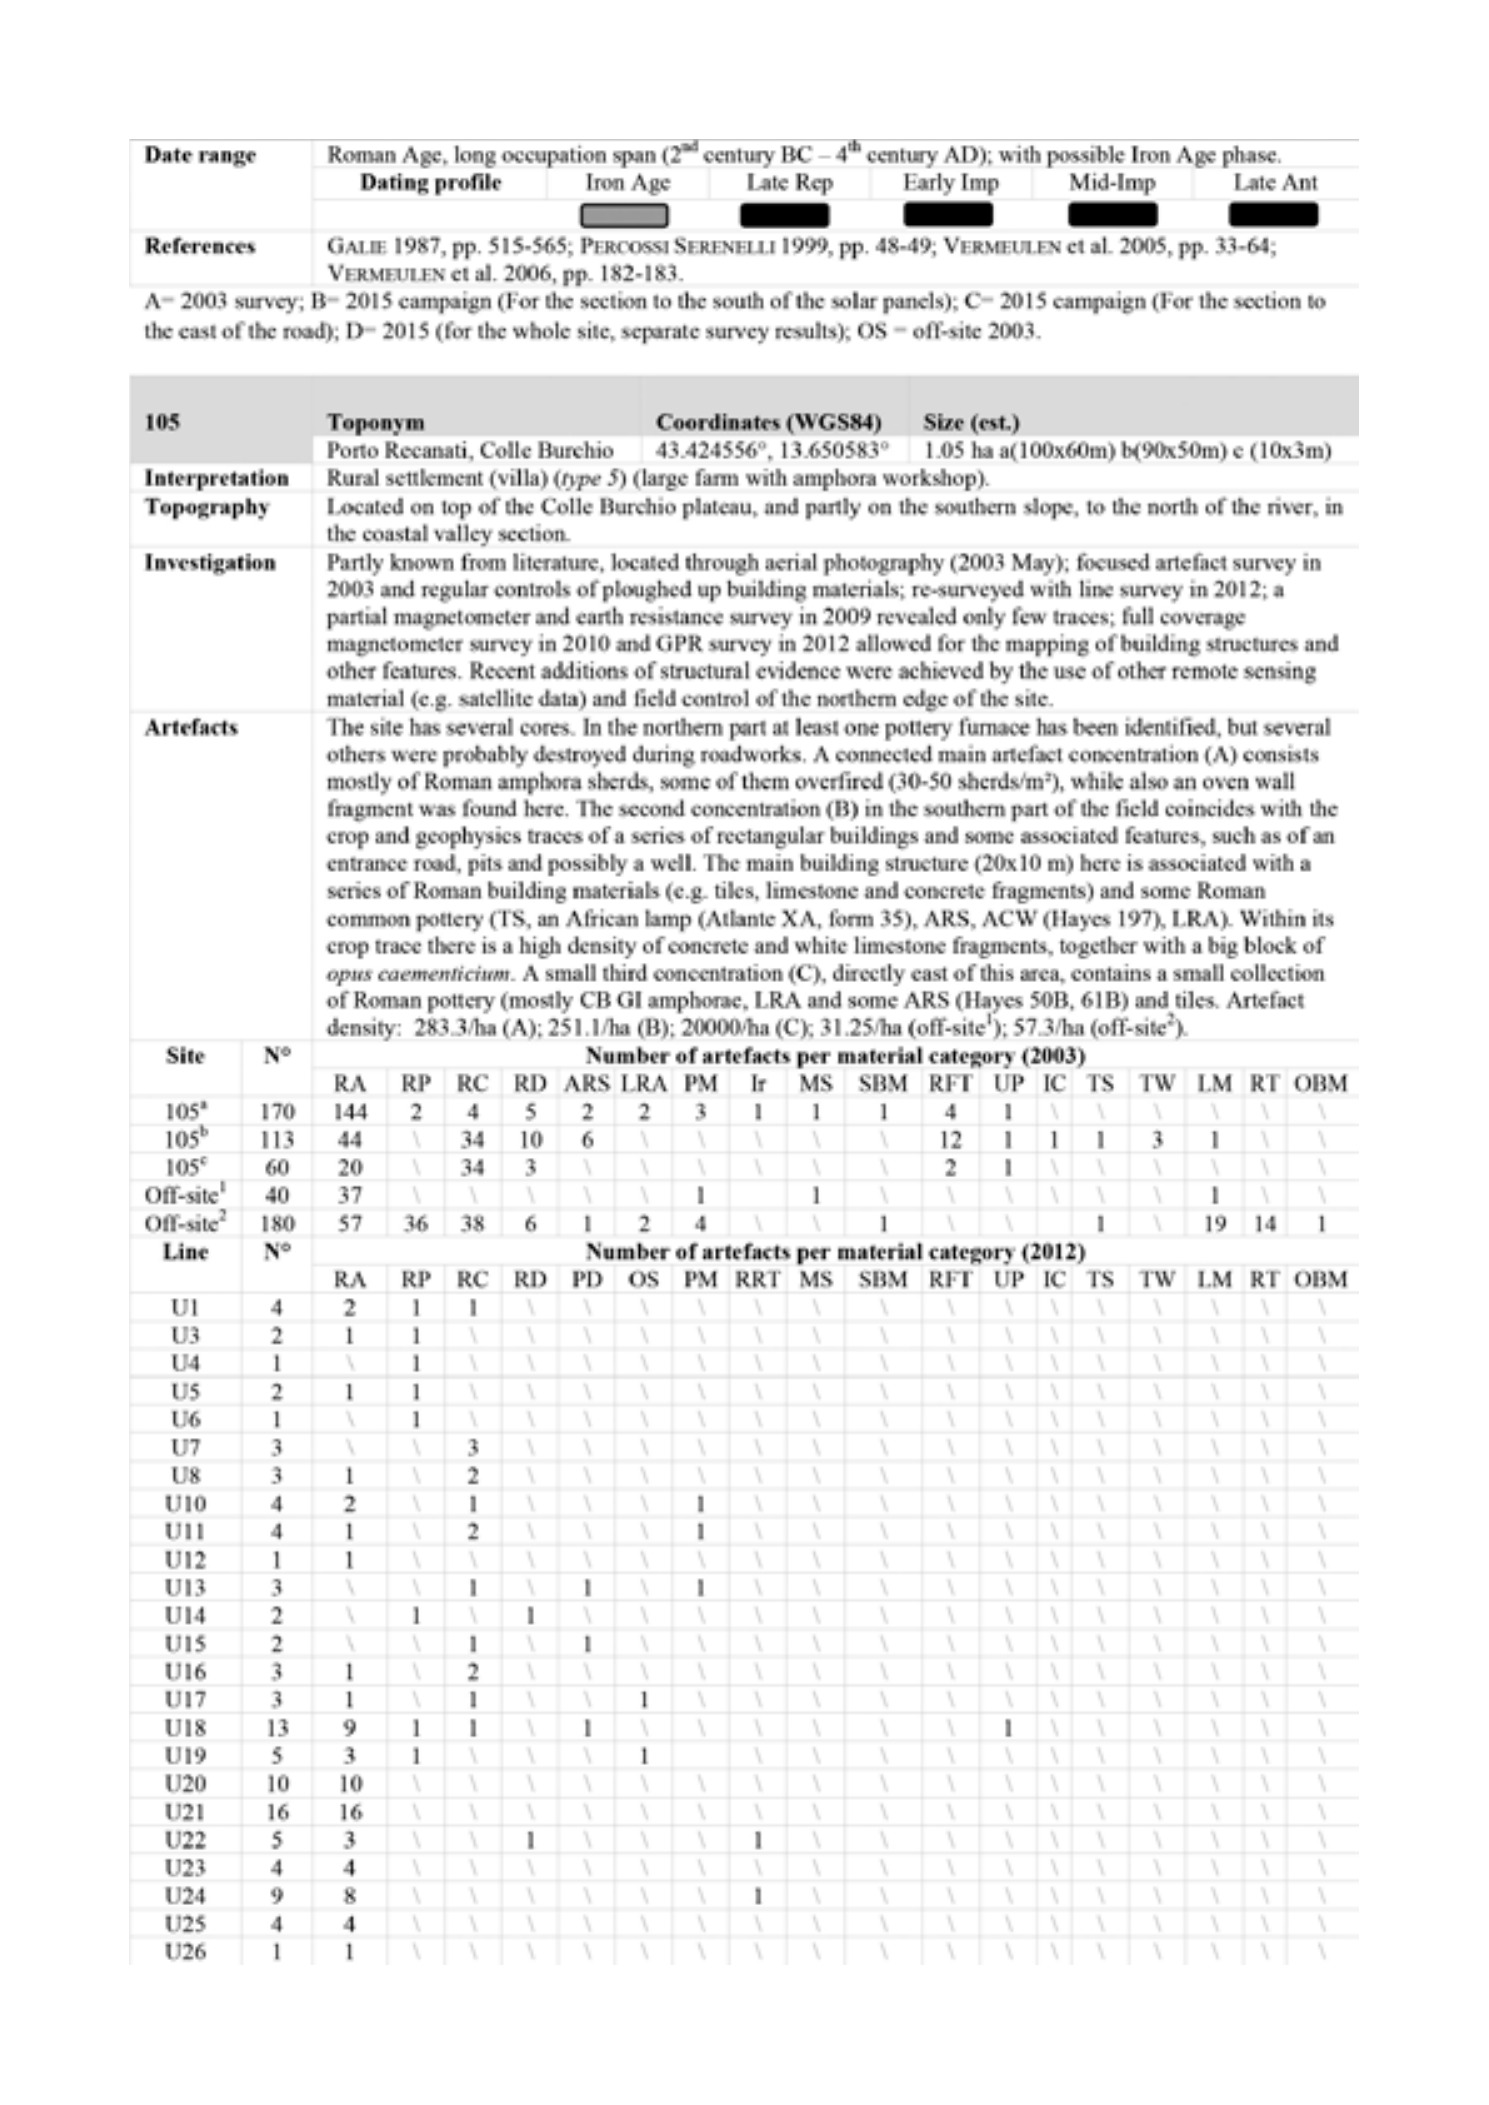 Date range Roman Age, long occupation span (2nd century BC – 4th century AD); with possible Iron Age phase.
Dating profile Iron Age Late Rep Early Imp Mid-Imp Late Ant
References GALIE 1987, pp. 515-565; PERCOSSI SERENELLI 1999, pp. 48-49; VERMEULEN et al. 2005, pp. 33-64;
VERMEULEN et al. 2006, pp. 182-183.
A= 2003 survey; B= 2015 campaign (For the section to the south of the solar panels); C= 2015 campaign (For the section to
the east of the road); D= 2015 (for the whole site, separate survey results); OS = off-site 2003.
105 Toponym Coordinates (WGS84) Size (est.)
Porto Recanati, Colle Burchio 43.424556°, 13.650583° 1.05 ha a(100x60m) b(90x50m) c (10x3m)
Interpretation Rural settlement (villa) (type 5) (large farm with amphora workshop).
Topography Located on top of the Colle Burchio plateau, and partly on the southern slope, to the north of the river, in
the coastal valley section.
Investigation Partly known from literature, located through aerial photography (2003 May); focused artefact survey in
2003 and regular controls of ploughed up building materials; re-surveyed with line survey in 2012; a
partial magnetometer and earth resistance survey in 2009 revealed only few traces; full coverage
magnetometer survey in 2010 and GPR survey in 2012 allowed for the mapping of building structures and
other features. Recent additions of structural evidence were achieved by the use of other remote sensing
material (e.g. satellite data) and field control of the northern edge of the site.
Artefacts The site has several cores. In the northern part at least one pottery furnace has been identified, but several
others were probably destroyed during roadworks. A connected main artefact concentration (A) consists
mostly of Roman amphora sherds, some of them overfired (30-50 sherds/m²), while also an oven wall
fragment was found here. The second concentration (B) in the southern part of the field coincides with the
crop and geophysics traces of a series of rectangular buildings and some associated features, such as of an
entrance road, pits and possibly a well. The main building structure (20x10 m) here is associated with a
series of Roman building materials (e.g. tiles, limestone and concrete fragments) and some Roman
common pottery (TS, an African lamp (Atlante XA, form 35), ARS, ACW (Hayes 197), LRA). Within its
crop trace there is a high density of concrete and white limestone fragments, together with a big block of
opus caementicium. A small third concentration (C), directly east of this area, contains a small collection
of Roman pottery (mostly CB GI amphorae, LRA and some ARS (Hayes 50B, 61B) and tiles. Artefact
density: 283.3/ha (A); 251.1/ha (B); 20000/ha (C); 31.25/ha (off-site1); 57.3/ha (off-site2).
Site N° Number of artefacts per material category (2003)
RA RP RC RD ARS LRA PM Ir MS SBM RFT UP IC TS TW LM RT OBM
105a 170 144 2 4 5 2 2 3 1 1 1 4 1 \ \ \ \ \ \
105b 113 44 \ 34 10 6 \ \ \ \ \ 12 1 1 1 3 1 \ \
105c 60 20 \ 34 3 \ \ \ \ \ \ 2 1 \ \ \ \ \ \
Off-site1 40 37 \ \ \ \ \ 1 \ 1 \ \ \ \ \ \ 1 \ \
Off-site2 180 57 36 38 6 1 2 4 \ \ 1 \ \ \ 1 \ 19 14 1
Line N° Number of artefacts per material category (2012)
RA RP RC RD PD OS PM RRT MS SBM RFT UP IC TS TW LM RT OBM
U1 4 2 1 1 \ \ \ \ \ \ \ \ \ \ \ \ \ \ \
U3 2 1 1 \ \ \ \ \ \ \ \ \ \ \ \ \ \ \ \
U4 1 \ 1 \ \ \ \ \ \ \ \ \ \ \ \ \ \ \ \
U5 2 1 1 \ \ \ \ \ \ \ \ \ \ \ \ \ \ \ \
U6 1 \ 1 \ \ \ \ \ \ \ \ \ \ \ \ \ \ \ \
U7 3 \ \ 3 \ \ \ \ \ \ \ \ \ \ \ \ \ \ \
U8 3 1 \ 2 \ \ \ \ \ \ \ \ \ \ \ \ \ \ \
U10 4 2 \ 1 \ \ \ 1 \ \ \ \ \ \ \ \ \ \ \
U11 4 1 \ 2 \ \ \ 1 \ \ \ \ \ \ \ \ \ \ \
U12 1 1 \ \ \ \ \ \ \ \ \ \ \ \ \ \ \ \ \
U13 3 \ \ 1 \ 1 \ 1 \ \ \ \ \ \ \ \ \ \ \
U14 2 \ 1 \ 1 \ \ \ \ \ \ \ \ \ \ \ \ \ \
U15 2 \ \ 1 \ 1 \ \ \ \ \ \ \ \ \ \ \ \ \
U16 3 1 \ 2 \ \ \ \ \ \ \ \ \ \ \ \ \ \ \
U17 3 1 \ 1 \ \ 1 \ \ \ \ \ \ \ \ \ \ \ \
U18 13 9 1 1 \ 1 \ \ \ \ \ \ 1 \ \ \ \ \ \
U19 5 3 1 \ \ \ 1 \ \ \ \ \ \ \ \ \ \ \
U20 10 10 \ \ \ \ \ \ \ \ \ \ \ \ \ \ \ \ \
U21 16 16 \ \ \ \ \ \ \ \ \ \ \ \ \ \ \ \ \
U22 5 3 \ \ 1 \ \ \ 1 \ \ \ \ \ \ \ \ \ \
U23 4 4 \ \ \ \ \ \ \ \ \ \ \ \ \ \ \ \ \
U24 9 8 \ \ \ \ \ \ 1 \ \ \ \ \ \ \ \ \ \
U25 4 4 \ \ \ \ \ \ \ \ \ \ \ \ \ \ \ \ \
U26 1 1 \ \ \ \ \ \ \ \ \ \ \ \ \ \ \ \ \